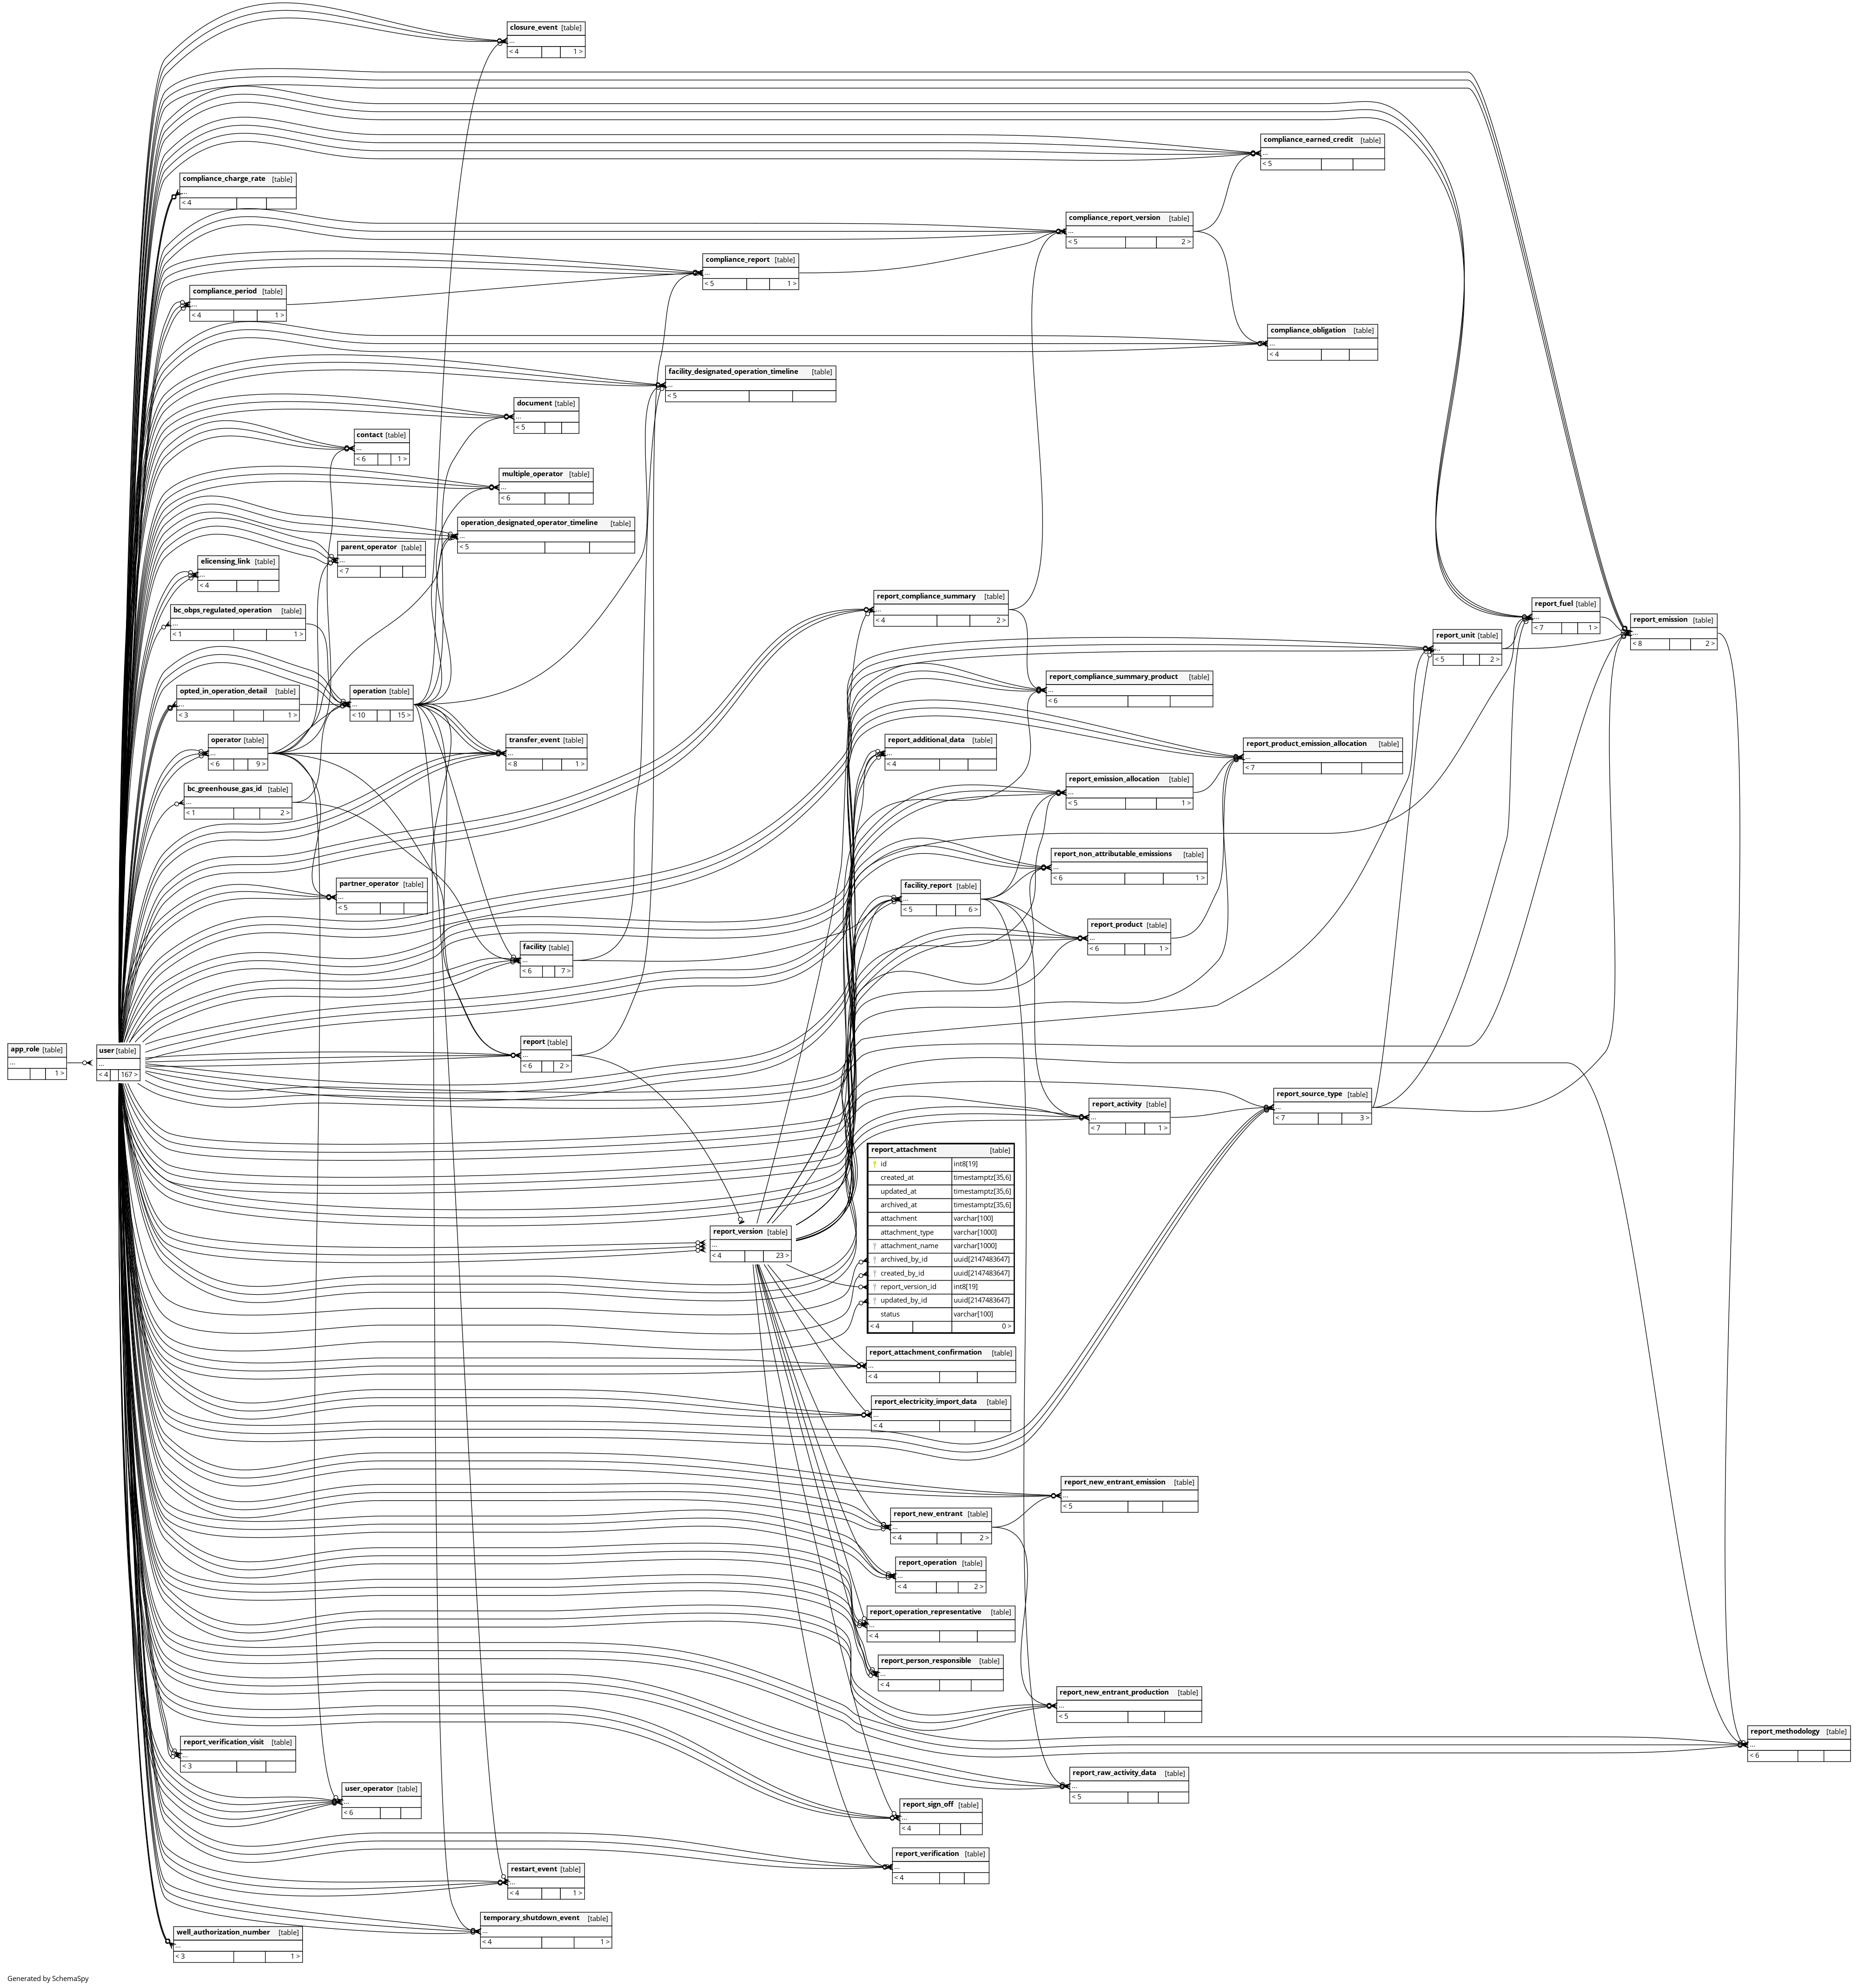 closure_event [table]
...
< 4 1 >
compliance_earned_credit [table]
...
< 5
compliance_charge_rate [table]
...
< 4
compliance_report_version [table]
...
< 5 2 >
compliance_report [table]
...
< 5 1 >
compliance_period [table]
...
< 4 1 >
compliance_obligation [table]
...
< 4
facility_designated_operation_timeline [table]
...
< 5
document [table]
...
< 5
contact [table]
...
< 6 1 >
multiple_operator [table]
...
< 6
operation_designated_operator_timeline [table]
...
< 5
parent_operator [table]
...
< 7
elicensing_link [table]
...
< 4
bc_obps_regulated_operation [table]
...
< 1 1 >
report_compliance_summary [table]
...
< 4 2 >
report_fuel [table]
...
< 7 1 >
report_emission [table]
...
< 8 2 >
report_unit [table]
...
< 5 2 >
report_compliance_summary_product [table]
...
< 6
opted_in_operation_detail [table]
...
< 3 1 >
operation [table]
...
< 10 15 >
operator [table]
...
< 6 9 >
transfer_event [table]
...
< 8 1 >
report_additional_data [table]
...
< 4
report_product_emission_allocation [table]
...
< 7
report_emission_allocation [table]
...
< 5 1 >
bc_greenhouse_gas_id [table]
...
< 1 2 >
report_non_attributable_emissions [table]
...
< 6 1 >
partner_operator [table]
...
< 5
facility_report [table]
...
< 5 6 >
report_product [table]
...
< 6 1 >
facility [table]
...
< 6 7 >
report [table]
...
< 6 2 >
app_role [table]
...
1 >
user [table]
...
< 4 167 >
report_source_type [table]
...
< 7 3 >
report_activity [table]
...
< 7 1 >
report_attachment [table]
id int8[19]
created_at timestamptz[35,6]
updated_at timestamptz[35,6]
archived_at timestamptz[35,6]
attachment varchar[100]
attachment_type varchar[1000]
attachment_name varchar[1000]
archived_by_id uuid[2147483647]
created_by_id uuid[2147483647]
report_version_id int8[19]
updated_by_id uuid[2147483647]
status varchar[100]
< 4 0 >
report_version [table]
...
< 4 23 >
report_attachment_confirmation [table]
...
< 4
report_electricity_import_data [table]
...
< 4
report_new_entrant_emission [table]
...
< 5
report_new_entrant [table]
...
< 4 2 >
report_operation [table]
...
< 4 2 >
report_operation_representative [table]
...
< 4
report_person_responsible [table]
...
< 4
report_new_entrant_production [table]
...
< 5
report_methodology [table]
...
< 6
report_verification_visit [table]
...
< 3
report_raw_activity_data [table]
...
< 5
user_operator [table]
...
< 6
report_sign_off [table]
...
< 4
report_verification [table]
...
< 4
restart_event [table]
...
< 4 1 >
temporary_shutdown_event [table]
...
< 4 1 >
well_authorization_number [table]
...
< 3 1 >
Generated by SchemaSpy